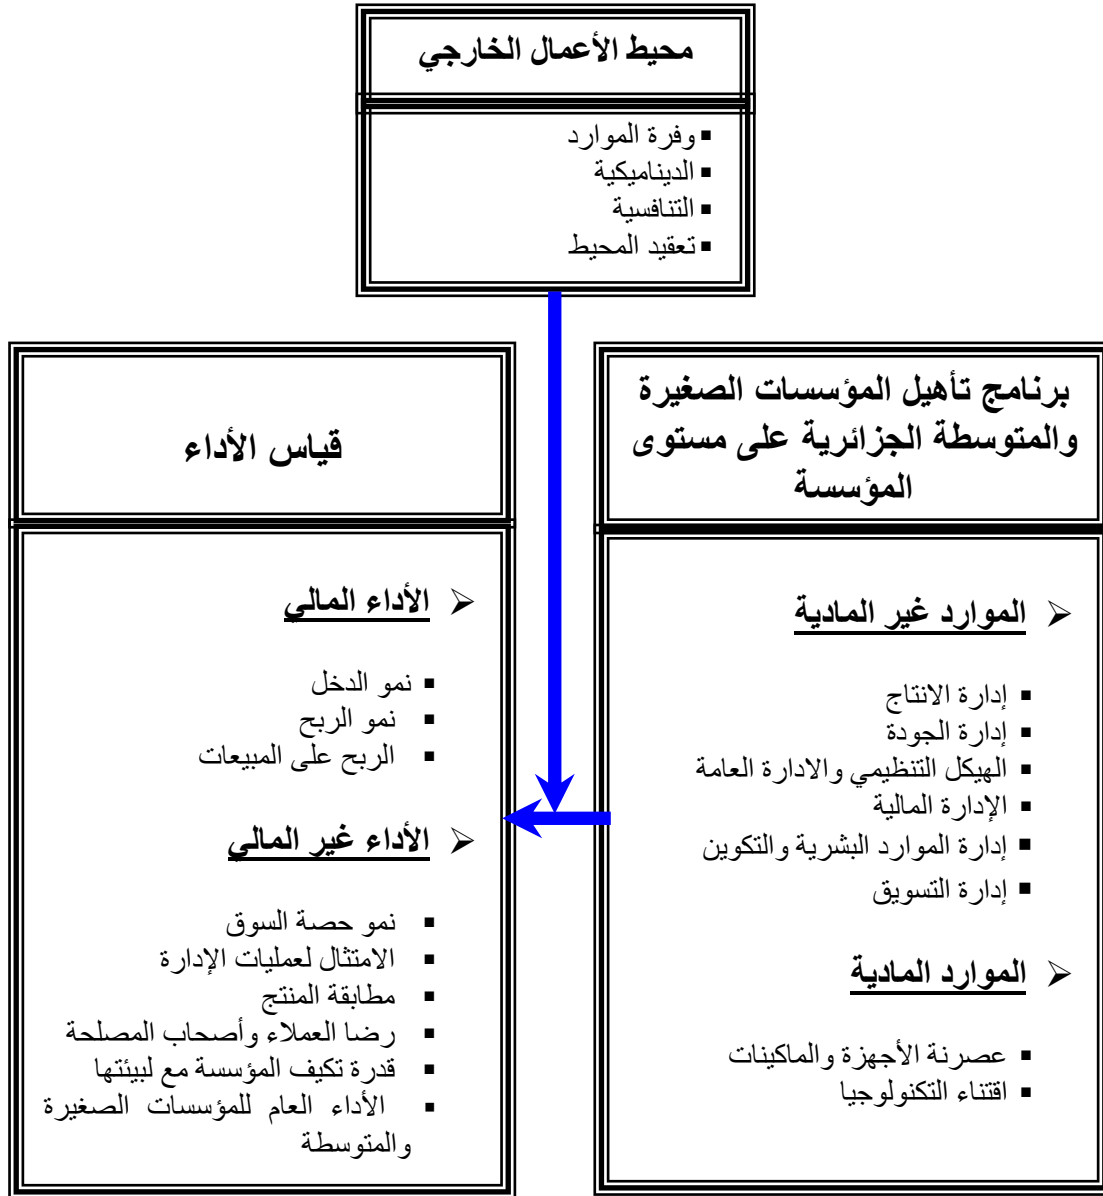 محيط الأعمال الخارجي
▪ وفرة الموارد
▪ الديناميكية
▪ التنافسية
▪ تعقيد المحيط
برنامج تأهيل المؤسسات الصغيرة
والمتوسطة الجزائرية على مستوى
المؤسسة
➢ الموارد غير المادية
▪ إدارة الانتاج
▪ إدارة الجودة
▪ الهيكل التنظيمي والادارة العامة
▪ الإدارة المالية
▪ إدارة الموارد البشرية والتكوين
▪ إدارة التسويق
➢ الموارد المادية
▪ عصرنة الأجهزة والماكينات
▪ اقتناء التكنولوجيا
قياس الأداء
➢ الأداء المالي
▪ نمو الدخل
▪ نمو الربح
▪ الربح على المبيعات
➢ الأداء غير المالي
▪ نمو حصة السوق
▪ الامتثال لعمليات الإدارة
▪ مطابقة المنتج
▪ رضا العملاء وأصحاب المصلحة
▪ قدرة تكيف المؤسسة مع لبيئتها
▪ الأداء العام للمؤسسات الصغيرة
والمتوسطة